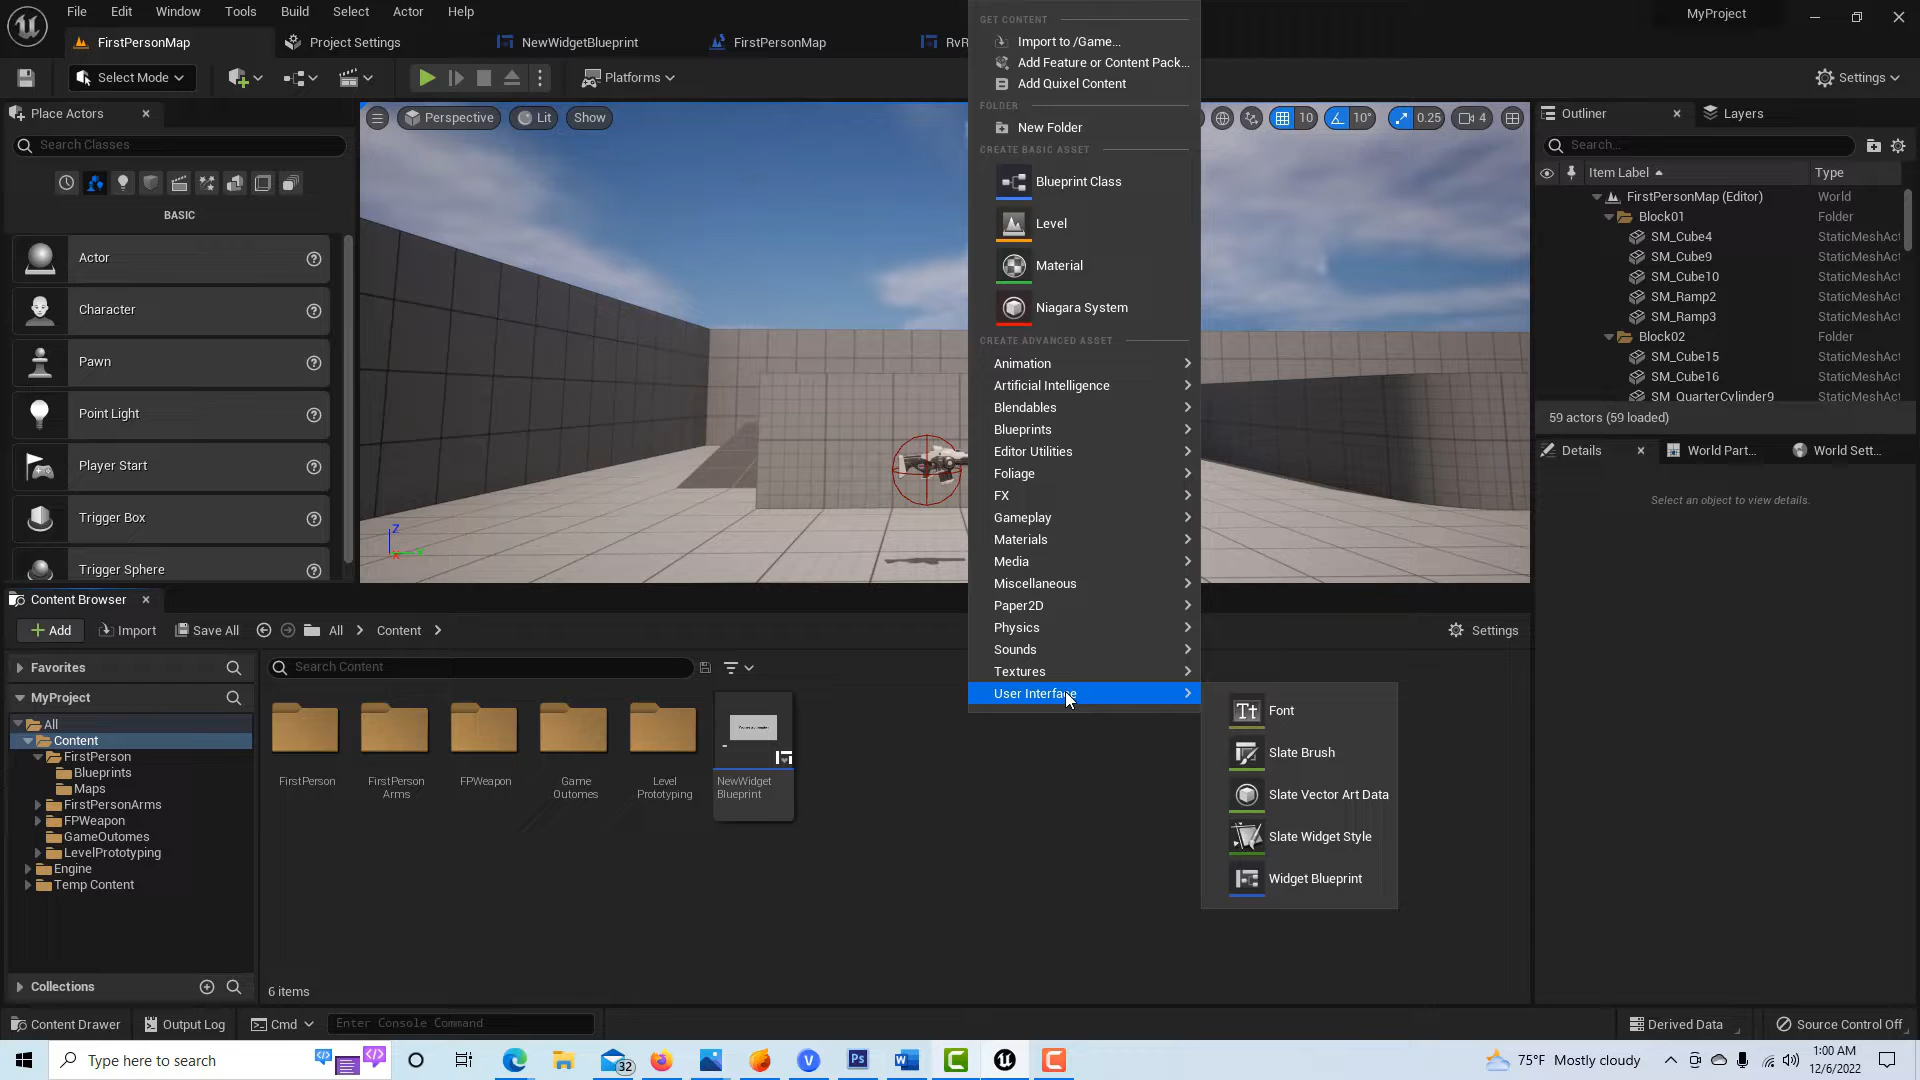 File Edit Window Tools Build Select Actor Help
MyProject
FirstPersonMap
Project Settings
NewWidgetBlueprint
FirstPersonMap
RvR
Select Mode
Platforms
Settings
Place Actors
Search Classes
BASIC
Actor
Character
Pawn
Point Light
Player Start
Trigger Box
Trigger Sphere
Perspective
Lit
Show
10
10°
0.25
4
Z
GET CONTENT
Import to /Game...
Add Feature or Content Pack...
Add Quixel Content
FOLDER
New Folder
CREATE BASIC ASSET
Blueprint Class
Level
Material
Niagara System
CREATE ADVANCED ASSET
Animation
Artificial Intelligence
Blendables
Blueprints
Editor Utilities
Foliage
FX
Gameplay
Materials
Media
Miscellaneous
Paper2D
Physics
Sounds
Textures
User Interface
Font
Slate Brush
Slate Vector Art Data
Slate Widget Style
Widget Blueprint
Outliner
Layers
Search...
Item Label
Type
FirstPersonMap (Editor) World
Block01 Folder
SM_Cube4 StaticMeshAct
SM_Cube9 StaticMeshAct
SM_Cube10 StaticMeshAct
SM_Ramp2 StaticMeshAct
SM_Ramp3 StaticMeshAct
Block02 Folder
SM_Cube15 StaticMeshAct
SM_Cube16 StaticMeshAct
SM_QuarterCylinder9 StaticMeshAct
59 actors (59 loaded)
Details
World Part...
World Sett...
Select an object to view details.
Content Browser
Add
Import
Save All
All
Content
Settings
Favorites
MyProject
All
Content
FirstPerson
Blueprints
Maps
FirstPersonArms
FPWeapon
GameOutomes
LevelPrototyping
Engine
Temp Content
Collections
Search Content
FirstPerson
FirstPerson
Arms
FPWeapon
Game
Outomes
Level
Prototyping
NewWidget
Blueprint
6 items
Content Drawer
Output Log
Cmd
Enter Console Command
Derived Data
Source Control Off
Type here to search
32
Ps
75°F Mostly cloudy
1:00 AM
12/6/2022